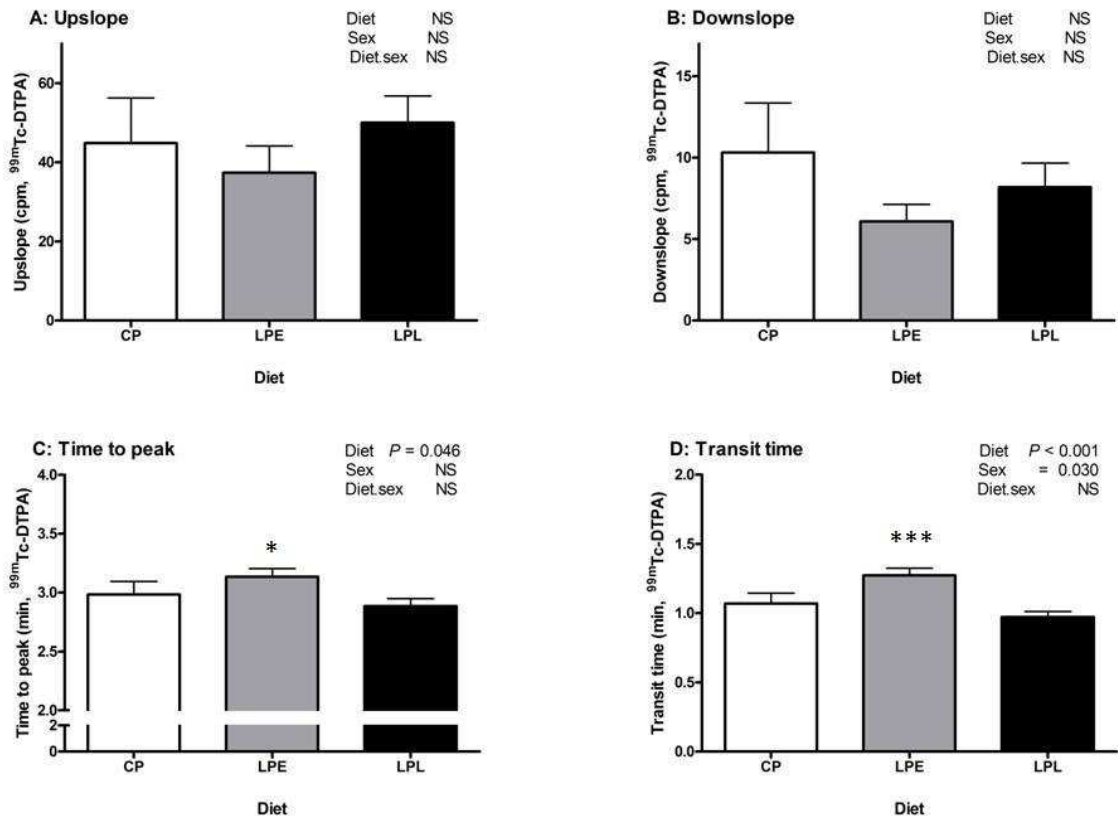 A: Upslope
Diet NS
Sex NS
Diet.sex NS
Upslope (cpm, 99mTc-DTPA)
60
40
20
0
CP LPE LPL
Diet
B: Downslope
Diet NS
Sex NS
Diet.sex NS
Downslope (cpm, 99mTc-DTPA)
15
10
5
0
CP LPE LPL
Diet
C: Time to peak
Diet P = 0.046
Sex NS
Diet.sex NS
Time to peak (min, 99mTc-DTPA)
4.0
3.5
3.0
2.5
2.0
2
0
*
CP LPE LPL
Diet
D: Transit time
Diet P < 0.001
Sex = 0.030
Diet.sex NS
Transit time (min, 99mTc-DTPA)
2.0
1.5
1.0
0.5
0.0
***
CP LPE LPL
Diet